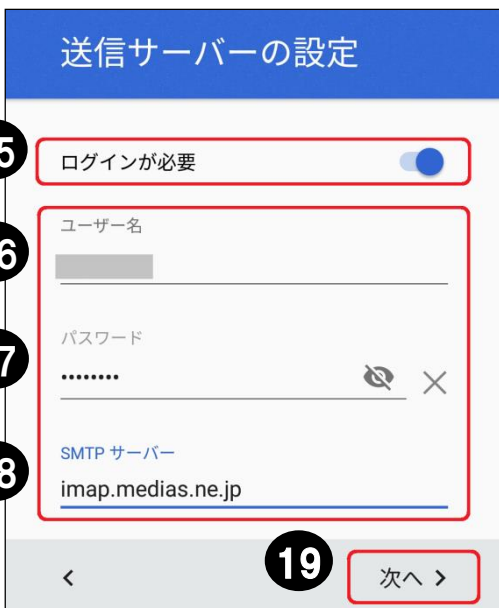 送信サーバーの設定
5
ログインが必要
ユーザー名
6
パスワード
7
••••••••
SMTP サーバー
8
imap.medias.ne.jp
19
次へ